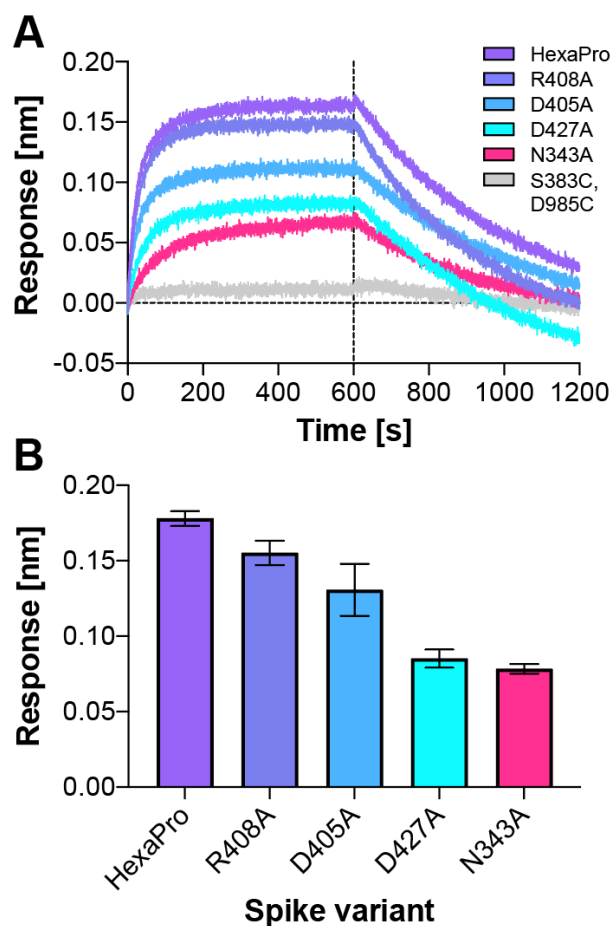 A
Response [nm]
0.20
0.15
0.10
0.05
0.00
-0.05
0
200
400
600
800
1000
1200
Time [s]
HexaPro
R408A
D405A
D427A
N343A
S383C,
D985C
B
Response [nm]
0.20
0.15
0.10
0.05
0.00
HexaPro
R408A
D405A
D427A
N343A
Spike variant